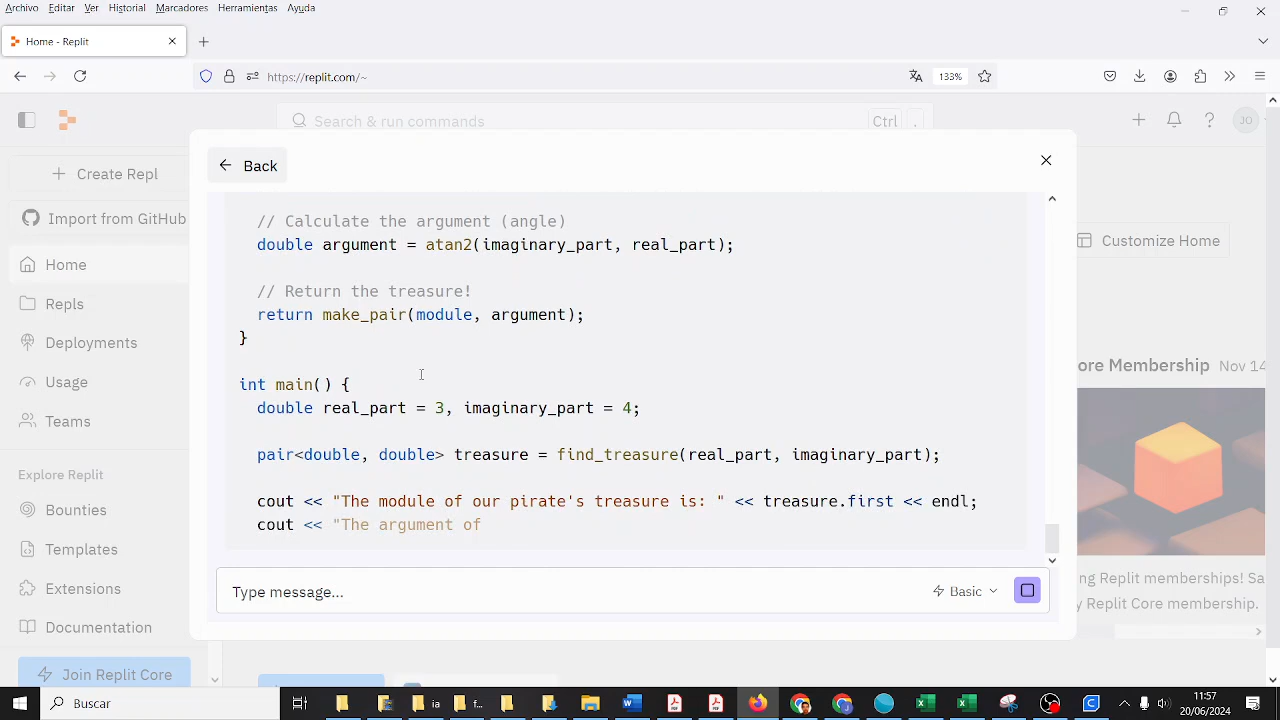 Archivo Editar Ver Historial Marcadores Herramientas Ayuda
Home - Replit
https://replit.com/~
133%
Search & run commands
Ctrl .
JO
Back
Create Repl
Import from GitHub
Home
Repls
Deployments
Usage
Teams
Explore Replit
Bounties
Templates
Extensions
Documentation
Join Replit Core
// Calculate the argument (angle)
double argument = atan2(imaginary_part, real_part);
// Return the treasure!
return make_pair(module, argument);
}
int main() {
double real_part = 3, imaginary_part = 4;
pair<double, double> treasure = find_treasure(real_part, imaginary_part);
cout << "The module of our pirate's treasure is: " << treasure.first << endl;
cout << "The argument of
Type message...
Basic
Customize Home
ore Membership Nov 14
ng Replit memberships! Sa
y Replit Core membership.
Buscar
ia
f...
11:57
20/06/2024